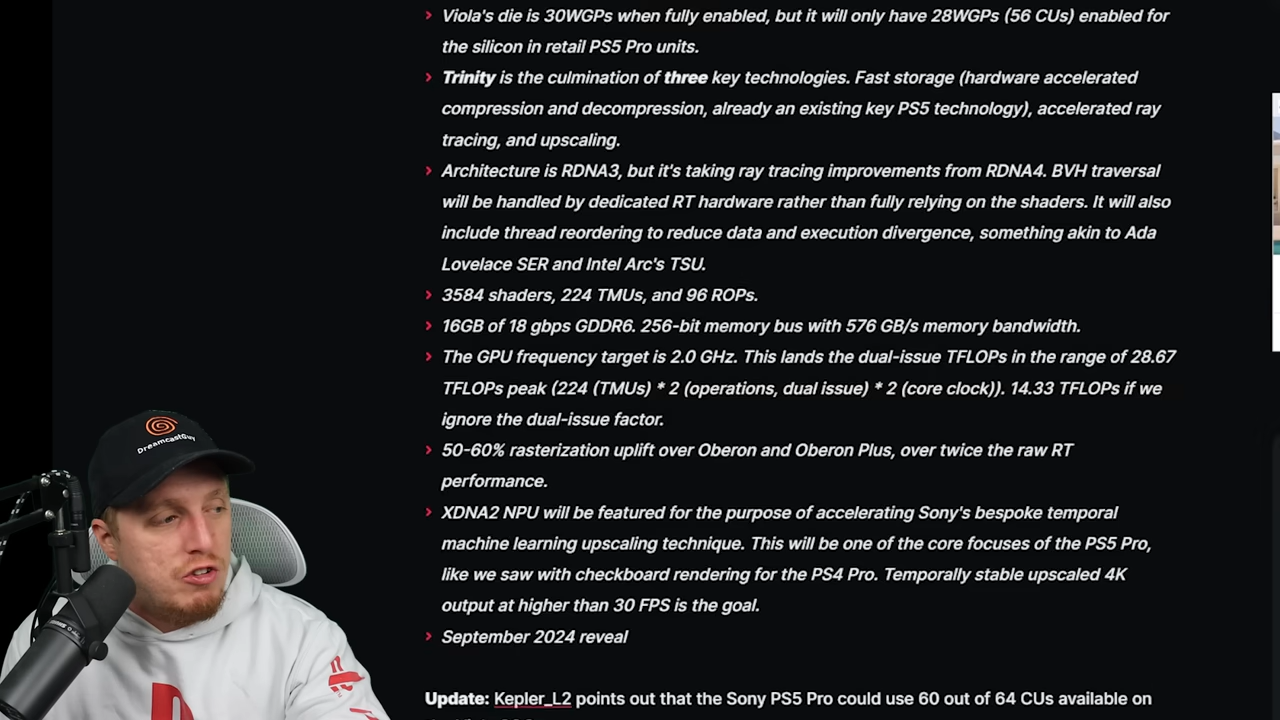 Viola's die is 30WGPs when fully enabled, but it will only have 28WGPs (56 CUs) enabled for
the silicon in retail PS5 Pro units.
Trinity is the culmination of three key technologies. Fast storage (hardware accelerated
compression and decompression, already an existing key PS5 technology), accelerated ray
tracing, and upscaling.
Architecture is RDNA3, but it's taking ray tracing improvements from RDNA4. BVH traversal
will be handled by dedicated RT hardware rather than fully relying on the shaders. It will also
include thread reordering to reduce data and execution divergence, something akin to Ada
Lovelace SER and Intel Arc's TSU.
3584 shaders, 224 TMUs, and 96 ROPs.
16GB of 18 gbps GDDR6. 256-bit memory bus with 576 GB/s memory bandwidth.
The GPU frequency target is 2.0 GHz. This lands the dual-issue TFLOPs in the range of 28.67
TFLOPs peak (224 (TMUs) * 2 (operations, dual issue) * 2 (core clock)). 14.33 TFLOPs if we
ignore the dual-issue factor.
50-60% rasterization uplift over Oberon and Oberon Plus, over twice the raw RT
performance.
XDNA2 NPU will be featured for the purpose of accelerating Sony's bespoke temporal
machine learning upscaling technique. This will be one of the core focuses of the PS5 Pro,
like we saw with checkboard rendering for the PS4 Pro. Temporally stable upscaled 4K
output at higher than 30 FPS is the goal.
September 2024 reveal
Update: Kepler_L2 points out that the Sony PS5 Pro could use 60 out of 64 CUs available on
DreamcastGuy